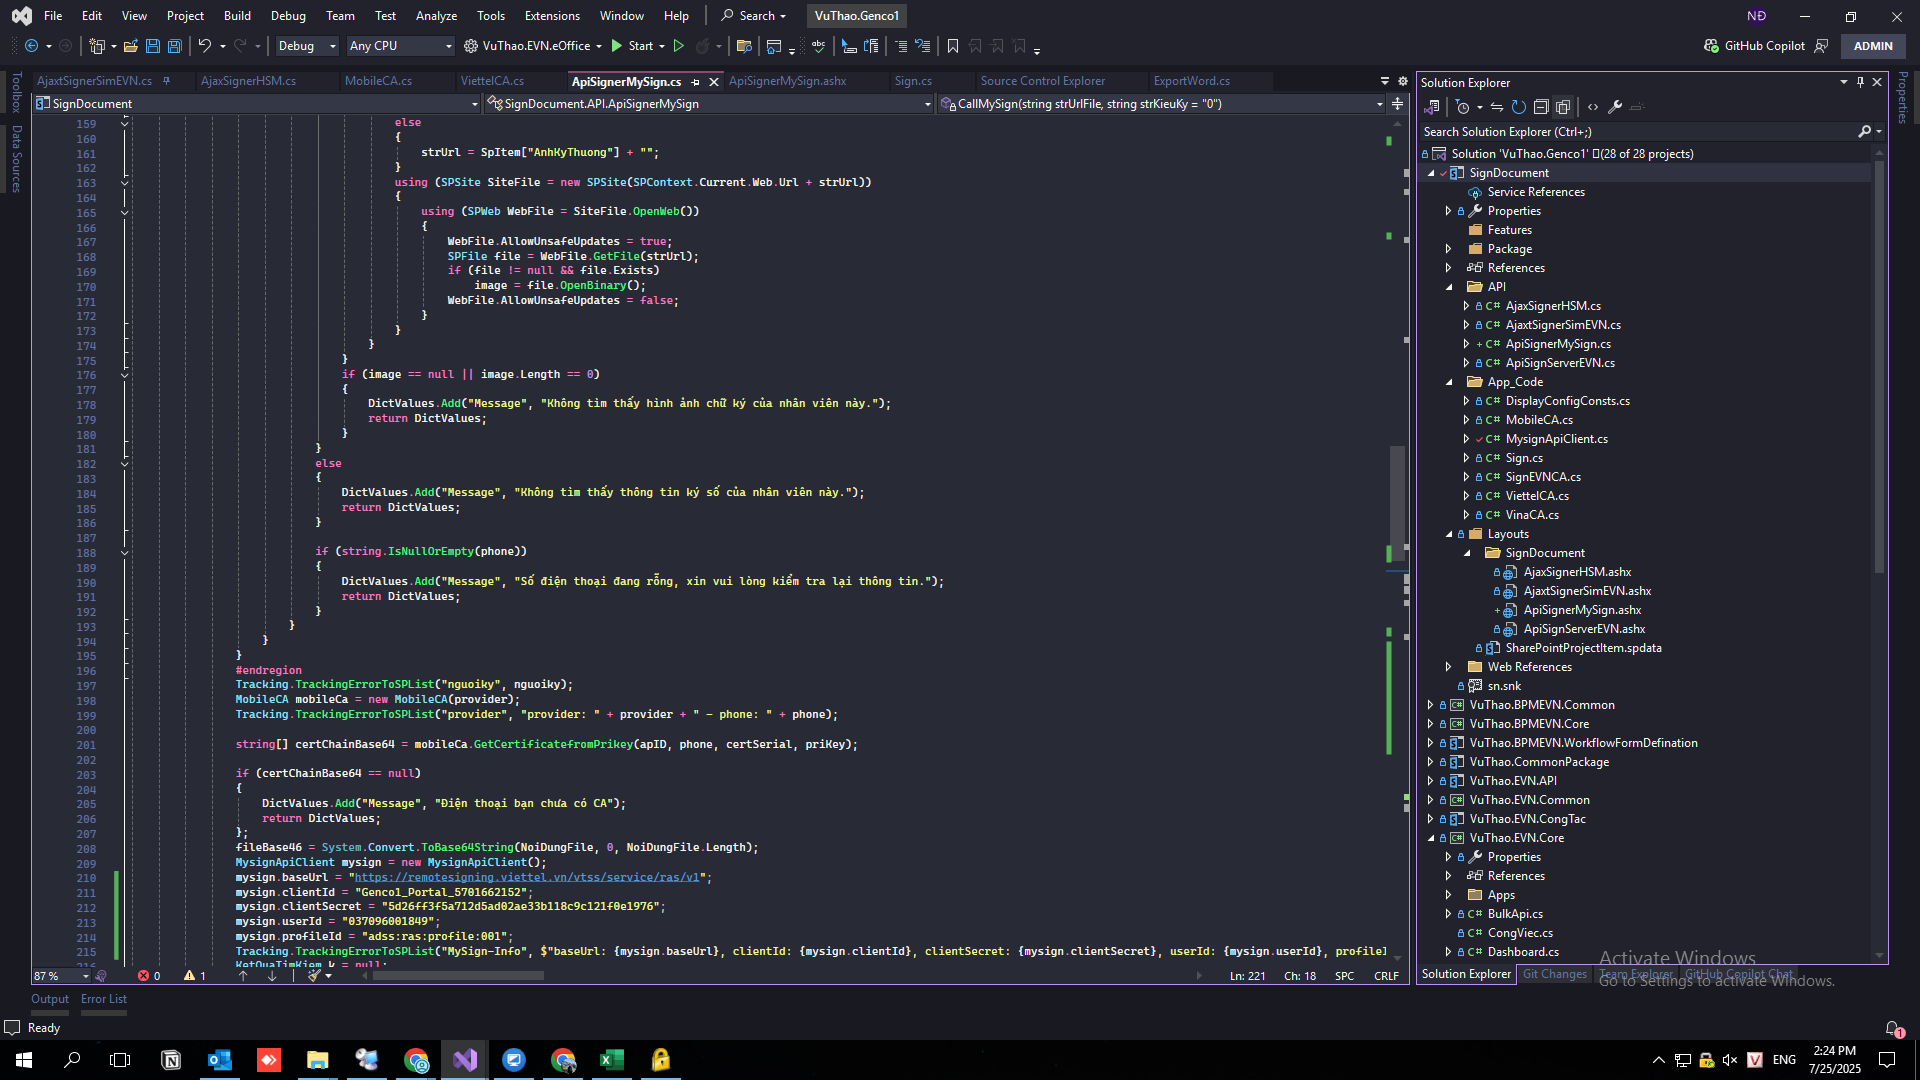 File Edit View Project Build Debug Team Test Analyze Tools Extensions Window Help Search VuThao.Genco1 NĐ
Debug Any CPU VuThao.EVN.eOffice Start GitHub Copilot ADMIN
AjaxtSignerSimEVN.cs AjaxSignerHSM.cs MobileCA.cs ViettelCA.cs ApiSignerMySign.cs ApiSignerMySign.ashx Sign.cs Source Control Explorer ExportWord.cs
SignDocument SignDocument.API.ApiSignerMySign CallMySign(string strUrlFile, string strKieuKy = "0")
Toolbox
Data Sources
159 else
160 {
161 strUrl = SpItem["AnhKyThuong"] + "";
162 }
163 using (SPSite SiteFile = new SPSite(SPContext.Current.Web.Url + strUrl))
164 {
165 using (SPWeb WebFile = SiteFile.OpenWeb())
166 {
167 WebFile.AllowUnsafeUpdates = true;
168 SPFile file = WebFile.GetFile(strUrl);
169 if (file != null && file.Exists)
170 image = file.OpenBinary();
171 WebFile.AllowUnsafeUpdates = false;
172 }
173 }
174 }
175 }
176 if (image == null || image.Length == 0)
177 {
178 DictValues.Add("Message", "Không tìm thấy hình ảnh chữ ký của nhân viên này.");
179 return DictValues;
180 }
181 }
182 else
183 {
184 DictValues.Add("Message", "Không tìm thấy thông tin ký số của nhân viên này.");
185 return DictValues;
186 }
187
188 if (string.IsNullOrEmpty(phone))
189 {
190 DictValues.Add("Message", "Số điện thoại đang rỗng, xin vui lòng kiểm tra lại thông tin.");
191 return DictValues;
192 }
193 }
194 }
195 }
196 #endregion
197 Tracking.TrackingErrorToSPList("nguoiky", nguoiky);
198 MobileCA mobileCa = new MobileCA(provider);
199 Tracking.TrackingErrorToSPList("provider", "provider: " + provider + " - phone: " + phone);
200
201 string[] certChainBase64 = mobileCa.GetCertificatefromPrikey(apID, phone, certSerial, priKey);
202
203 if (certChainBase64 == null)
204 {
205 DictValues.Add("Message", "Điện thoại bạn chưa có CA");
206 return DictValues;
207 };
208 fileBase46 = System.Convert.ToBase64String(NoiDungFile, 0, NoiDungFile.Length);
209 MysignApiClient mysign = new MysignApiClient();
210 mysign.baseUrl = "https://remotesigning.viettel.vn/vtss/service/ras/v1";
211 mysign.clientId = "Genco1_Portal_5701662152";
212 mysign.clientSecret = "5d26ff3f5a712d5ad02ae33b118c9c121f0e1976";
213 mysign.userId = "037096001849";
214 mysign.profileId = "adss:ras:profile:001";
215 Tracking.TrackingErrorToSPList("MySign-Info", $"baseUrl: {mysign.baseUrl}, clientId: {mysign.clientId}, clientSecret: {mysign.clientSecret}, userId: {mysign.userId}, profileI
216 KetQuaTimKiem k = null;
87 % 0 1 Ln: 221 Ch: 18 SPC CRLF
Output Error List
Ready
Solution Explorer
Search Solution Explorer (Ctrl+;)
Solution 'VuThao.Genco1' (28 of 28 projects)
SignDocument
Service References
Properties
Features
Package
References
API
AjaxSignerHSM.cs
AjaxtSignerSimEVN.cs
ApiSignerMySign.cs
ApiSignServerEVN.cs
App_Code
DisplayConfigConsts.cs
MobileCA.cs
MysignApiClient.cs
Sign.cs
SignEVNCA.cs
ViettelCA.cs
VinaCA.cs
Layouts
SignDocument
AjaxSignerHSM.ashx
AjaxtSignerSimEVN.ashx
ApiSignerMySign.ashx
ApiSignServerEVN.ashx
SharePointProjectItem.spdata
Web References
sn.snk
VuThao.BPMEVN.Common
VuThao.BPMEVN.Core
VuThao.BPMEVN.WorkflowFormDefination
VuThao.CommonPackage
VuThao.EVN.API
VuThao.EVN.Common
VuThao.EVN.CongTac
VuThao.EVN.Core
Properties
References
Apps
BulkApi.cs
CongViec.cs
Dashboard.cs
Solution Explorer Git Changes Team Explorer GitHub Copilot Chat
Activate Windows
Go to Settings to activate Windows.
Properties
1
ENG 2:24 PM
7/25/2025